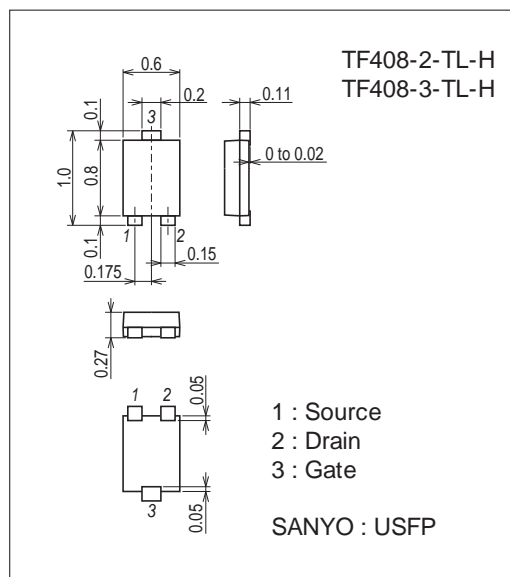 TF408-2-TL-H
TF408-3-TL-H
0.6
0.2
0.11
0.1
3
0 to 0.02
1.0
0.8
0.1
1
2
0.15
0.175
0.27
1
2
0.05
3
0.05
1 : Source
2 : Drain
3 : Gate
SANYO : USFP